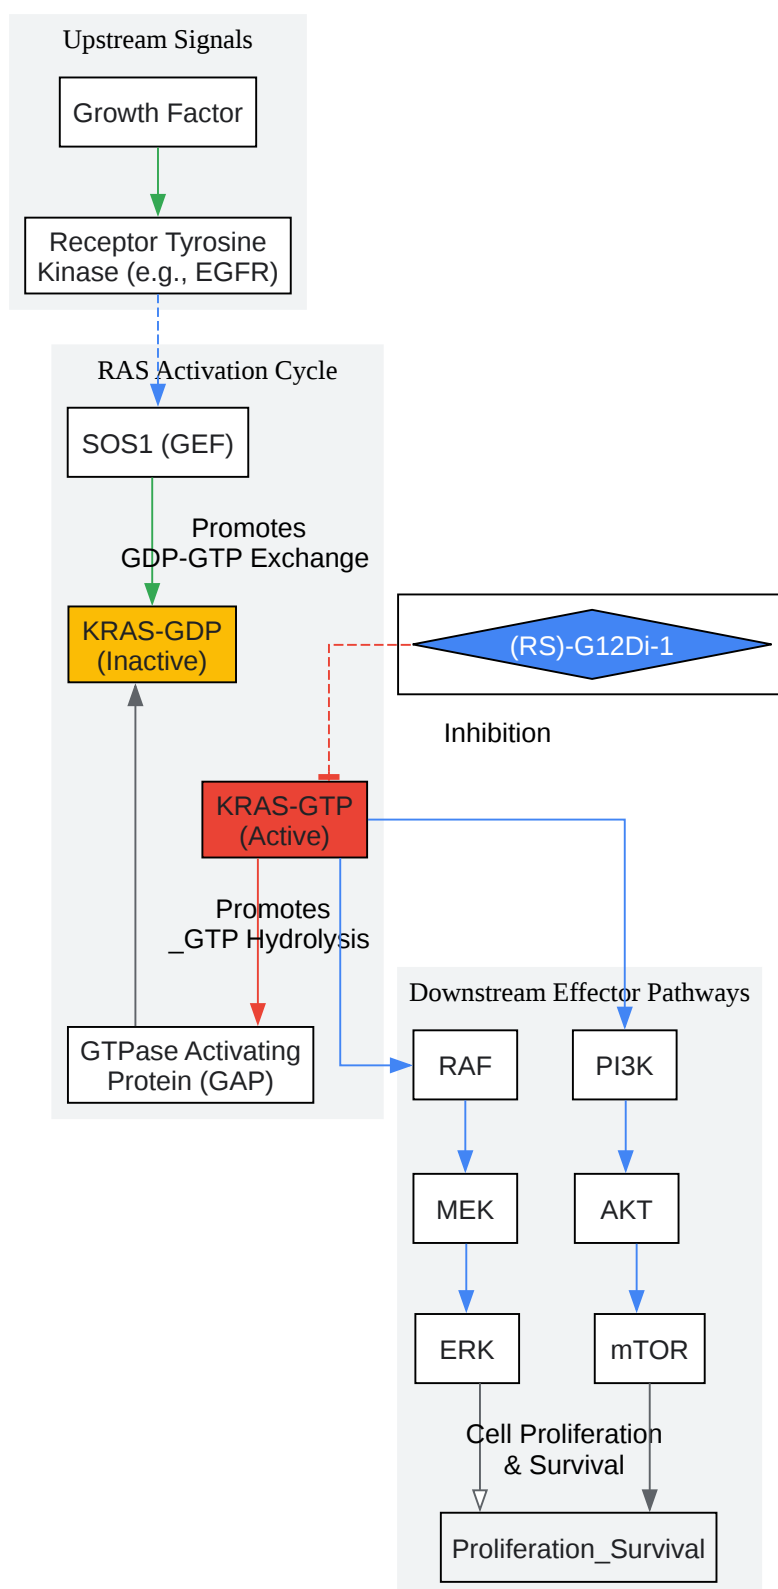 Upstream Signals
Growth Factor
Receptor Tyrosine
Kinase (e.g., EGFR)
RAS Activation Cycle
SOS1 (GEF)
Promotes
GDP-GTP Exchange
KRAS-GDP
(Inactive)
(RS)-G12Di-1
Inhibition
KRAS-GTP
(Active)
Promotes
_GTP Hydrolysis
Downstream Effector Pathways
GTPase Activating
Protein (GAP)
RAF
PI3K
MEK
AKT
ERK
mTOR
Cell Proliferation
& Survival
Proliferation_Survival